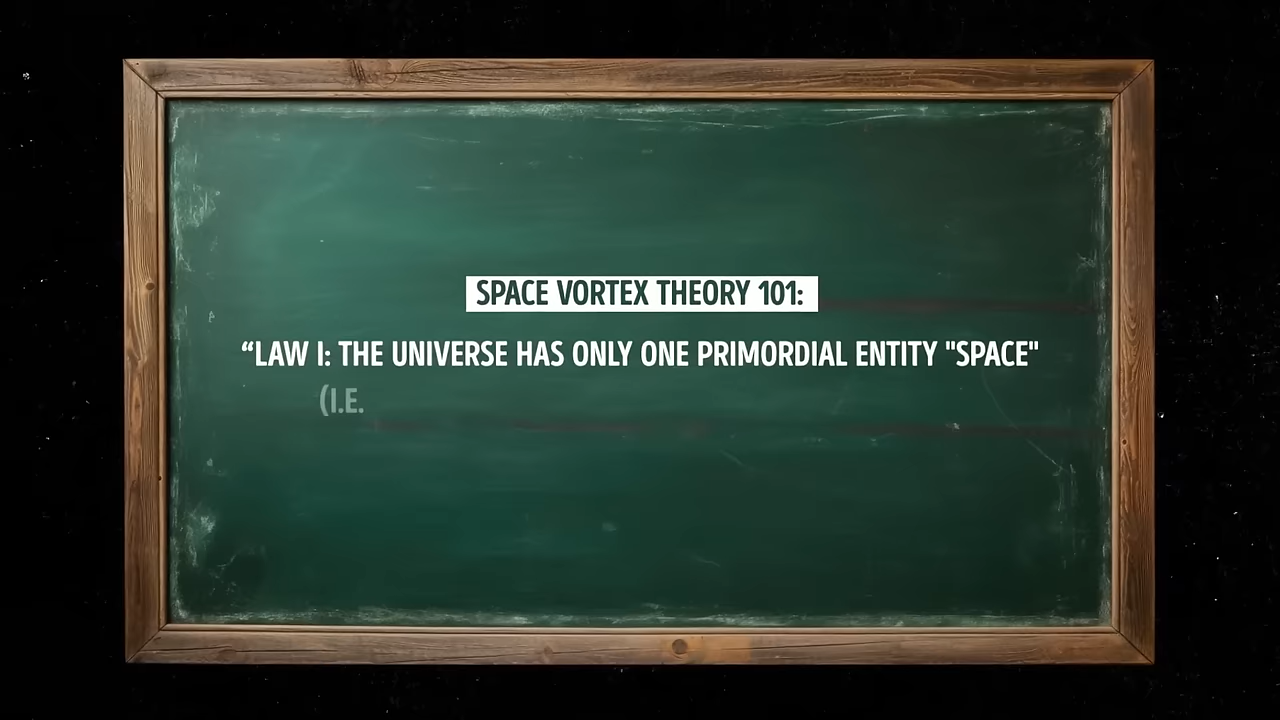 SPACE VORTEX THEORY 101:
“LAW I: THE UNIVERSE HAS ONLY ONE PRIMORDIAL ENTITY "SPACE"
(I.E.